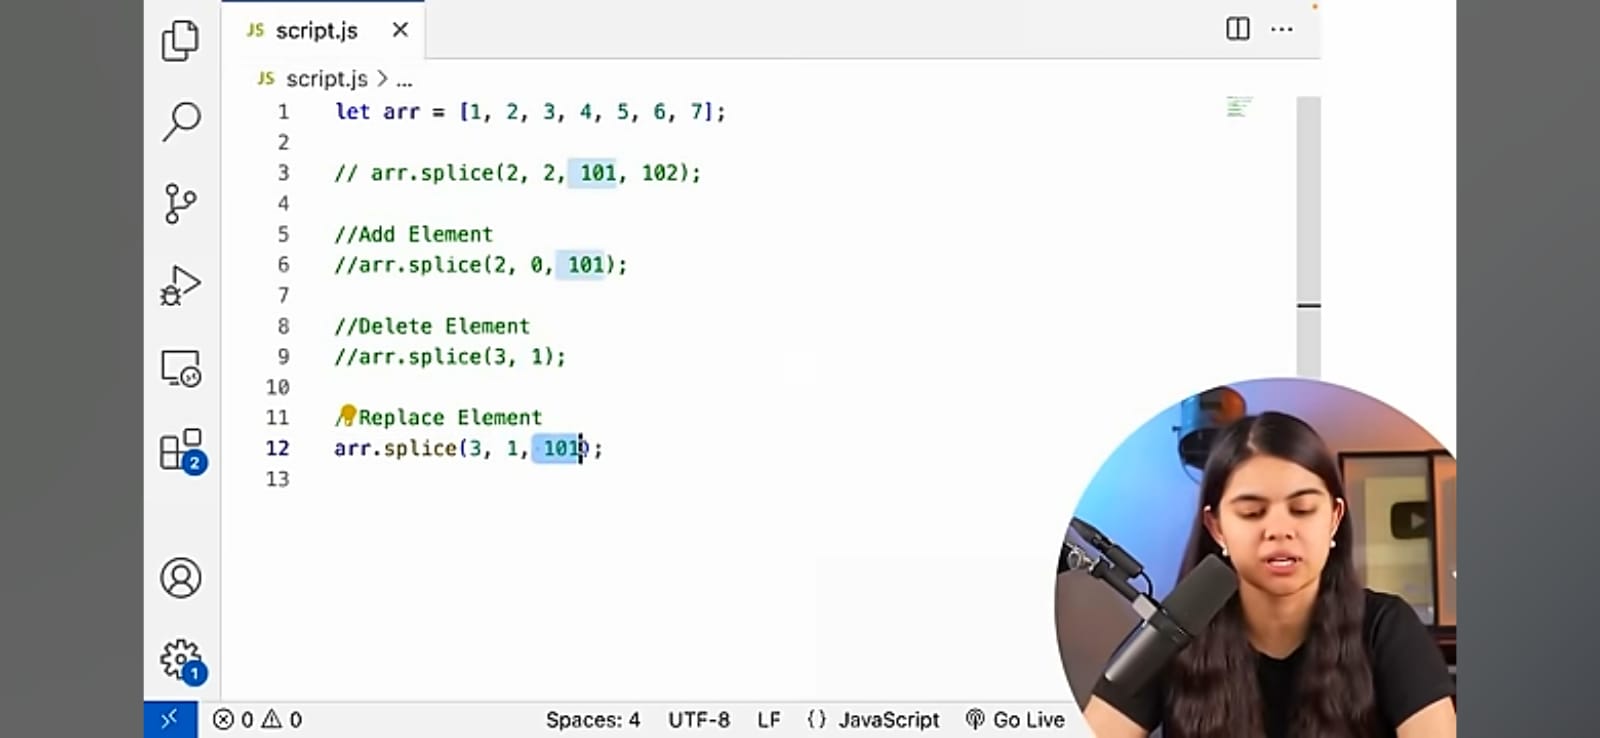 JS script.js
JS script.js > ...
1 let arr = [1, 2, 3, 4, 5, 6, 7];
2
3 // arr.splice(2, 2, 101, 102);
4
5 //Add Element
6 //arr.splice(2, 0, 101);
7
8 //Delete Element
9 //arr.splice(3, 1);
10
11 /Replace Element
12 arr.splice(3, 1, 101);
13
2
1
0 0 Spaces: 4 UTF-8 LF {} JavaScript Go Live